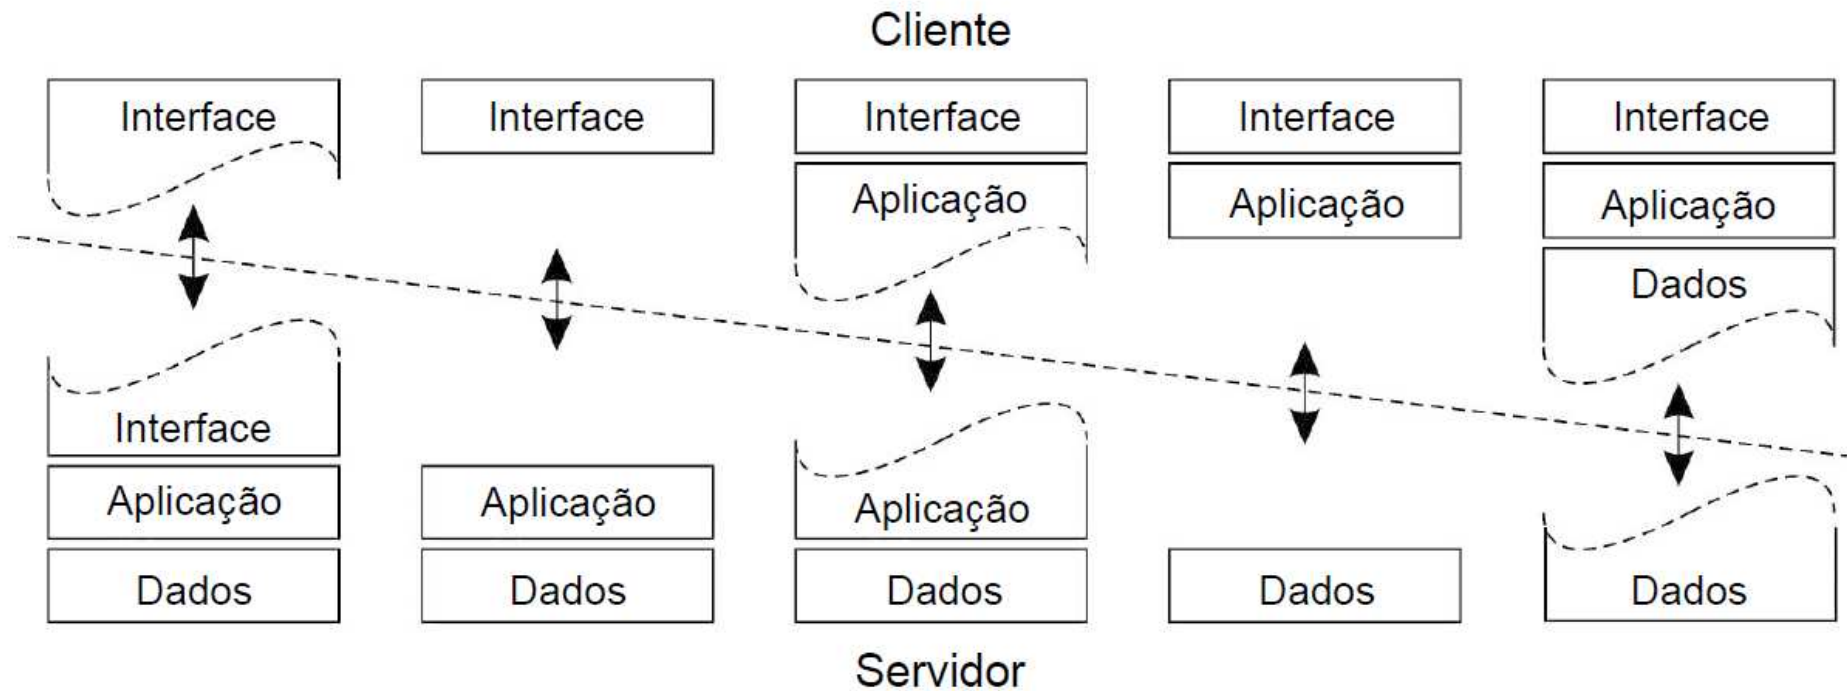 Cliente
Interface
Interface
Interface
Interface
Interface
Aplicação
Aplicação
Aplicação
Dados
Interface
Aplicação
Aplicação
Aplicação
Dados
Dados
Dados
Dados
Dados
Servidor